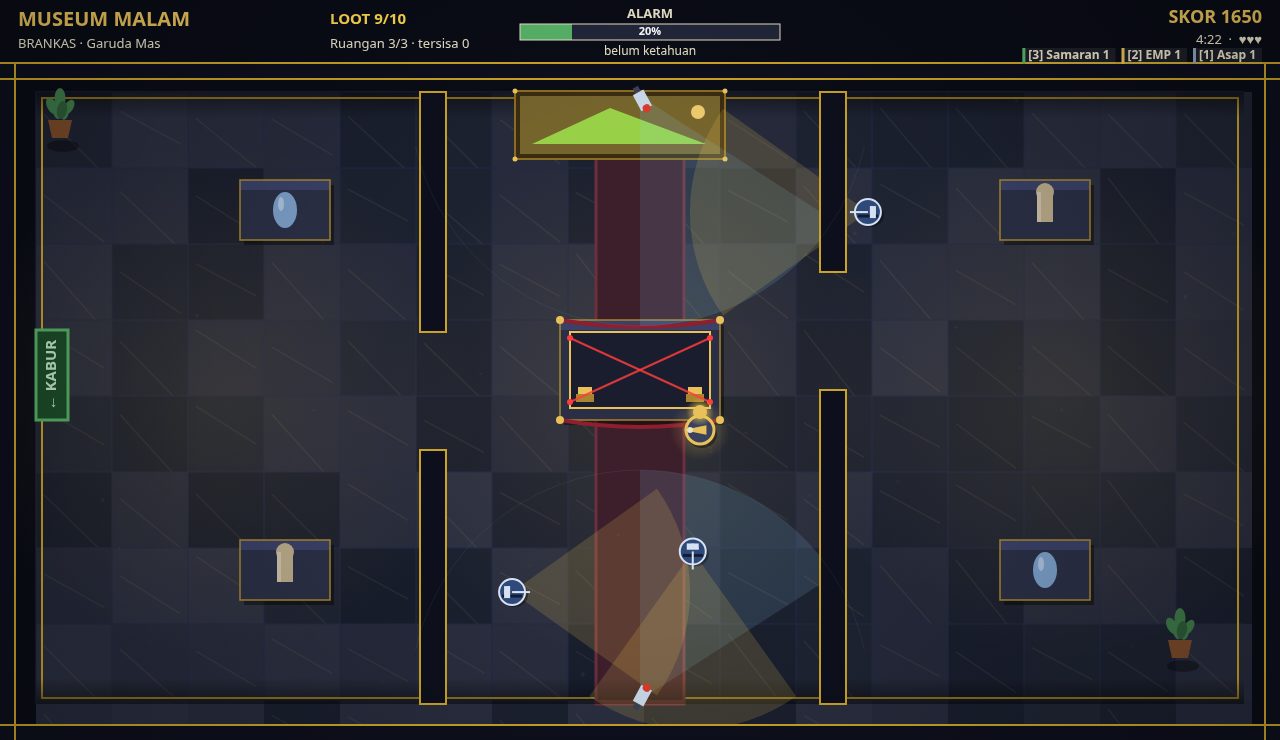 MUSEUM MALAM
BRANKAS · Garuda Mas
LOOT 9/10
Ruangan 3/3 · tersisa 0
ALARM
20%
belum ketahuan
SKOR 1650
4:22 · ♥♥♥
[3] Samaran 1 [2] EMP 1 [1] Asap 1
← KABUR